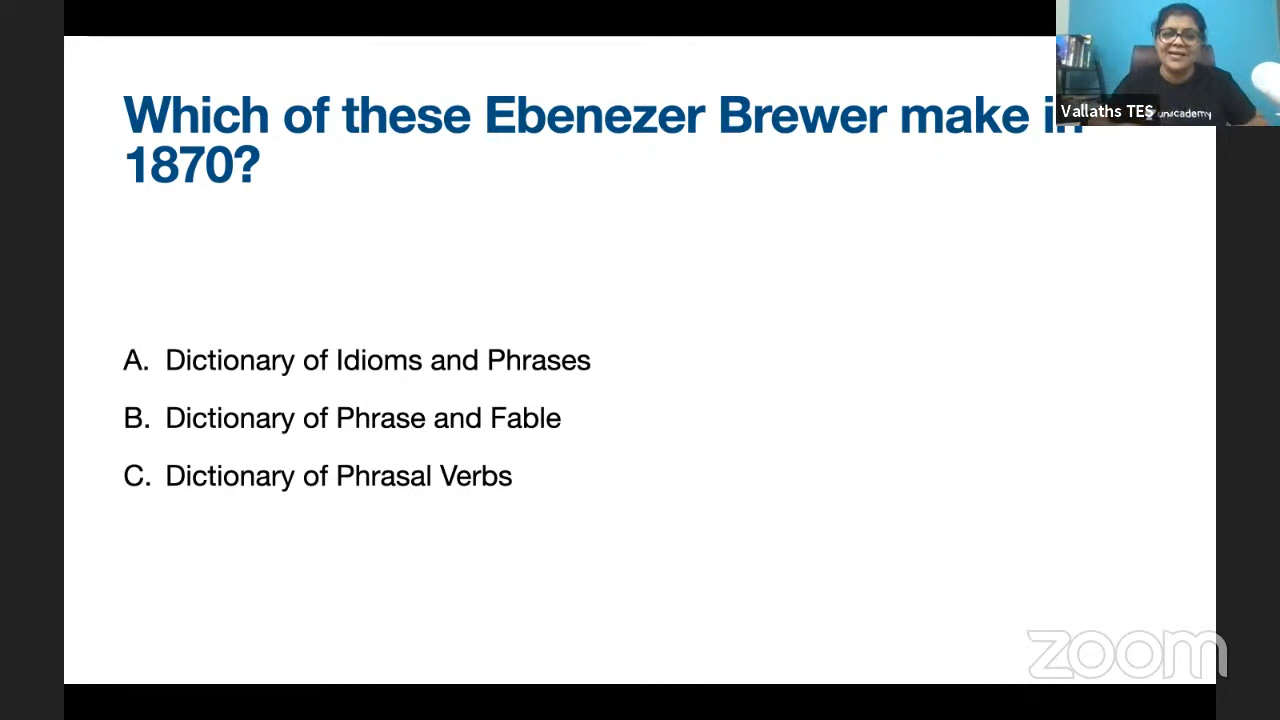 Which of these Ebenezer Brewer make in
1870?
Vallaths TES
unacademy
A. Dictionary of Idioms and Phrases
B. Dictionary of Phrase and Fable
C. Dictionary of Phrasal Verbs
zoom